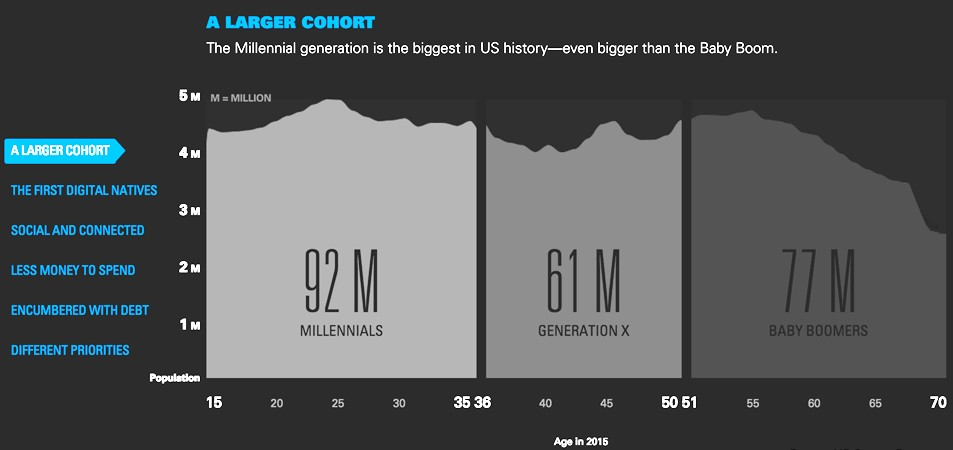 A LARGER COHORT
The Millennial generation is the biggest in US history—even bigger than the Baby Boom.
5 M
M = MILLION
A LARGER COHORT
4 M
THE FIRST DIGITAL NATIVES
3 M
SOCIAL AND CONNECTED
LESS MONEY TO SPEND
2 M
92 M
61 M
77 M
ENCUMBERED WITH DEBT
1 M
MILLENNIALS
GENERATION X
BABY BOOMERS
DIFFERENT PRIORITIES
Population
15 20 25 30 35 36 40 45 50 51 55 60 65 70
Age in 2015